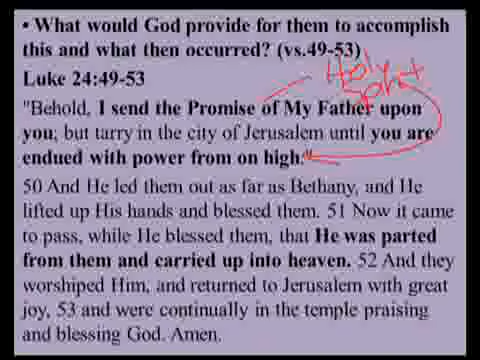 • What would God provide for them to accomplish
this and what then occurred? (vs.49-53)
Holy
Spirit
Luke 24:49-53
"Behold, I send the Promise of My Father upon
you; but tarry in the city of Jerusalem until you are
endued with power from on high."
50 And He led them out as far as Bethany, and He
lifted up His hands and blessed them. 51 Now it came
to pass, while He blessed them, that He was parted
from them and carried up into heaven. 52 And they
worshiped Him, and returned to Jerusalem with great
joy, 53 and were continually in the temple praising
and blessing God. Amen.